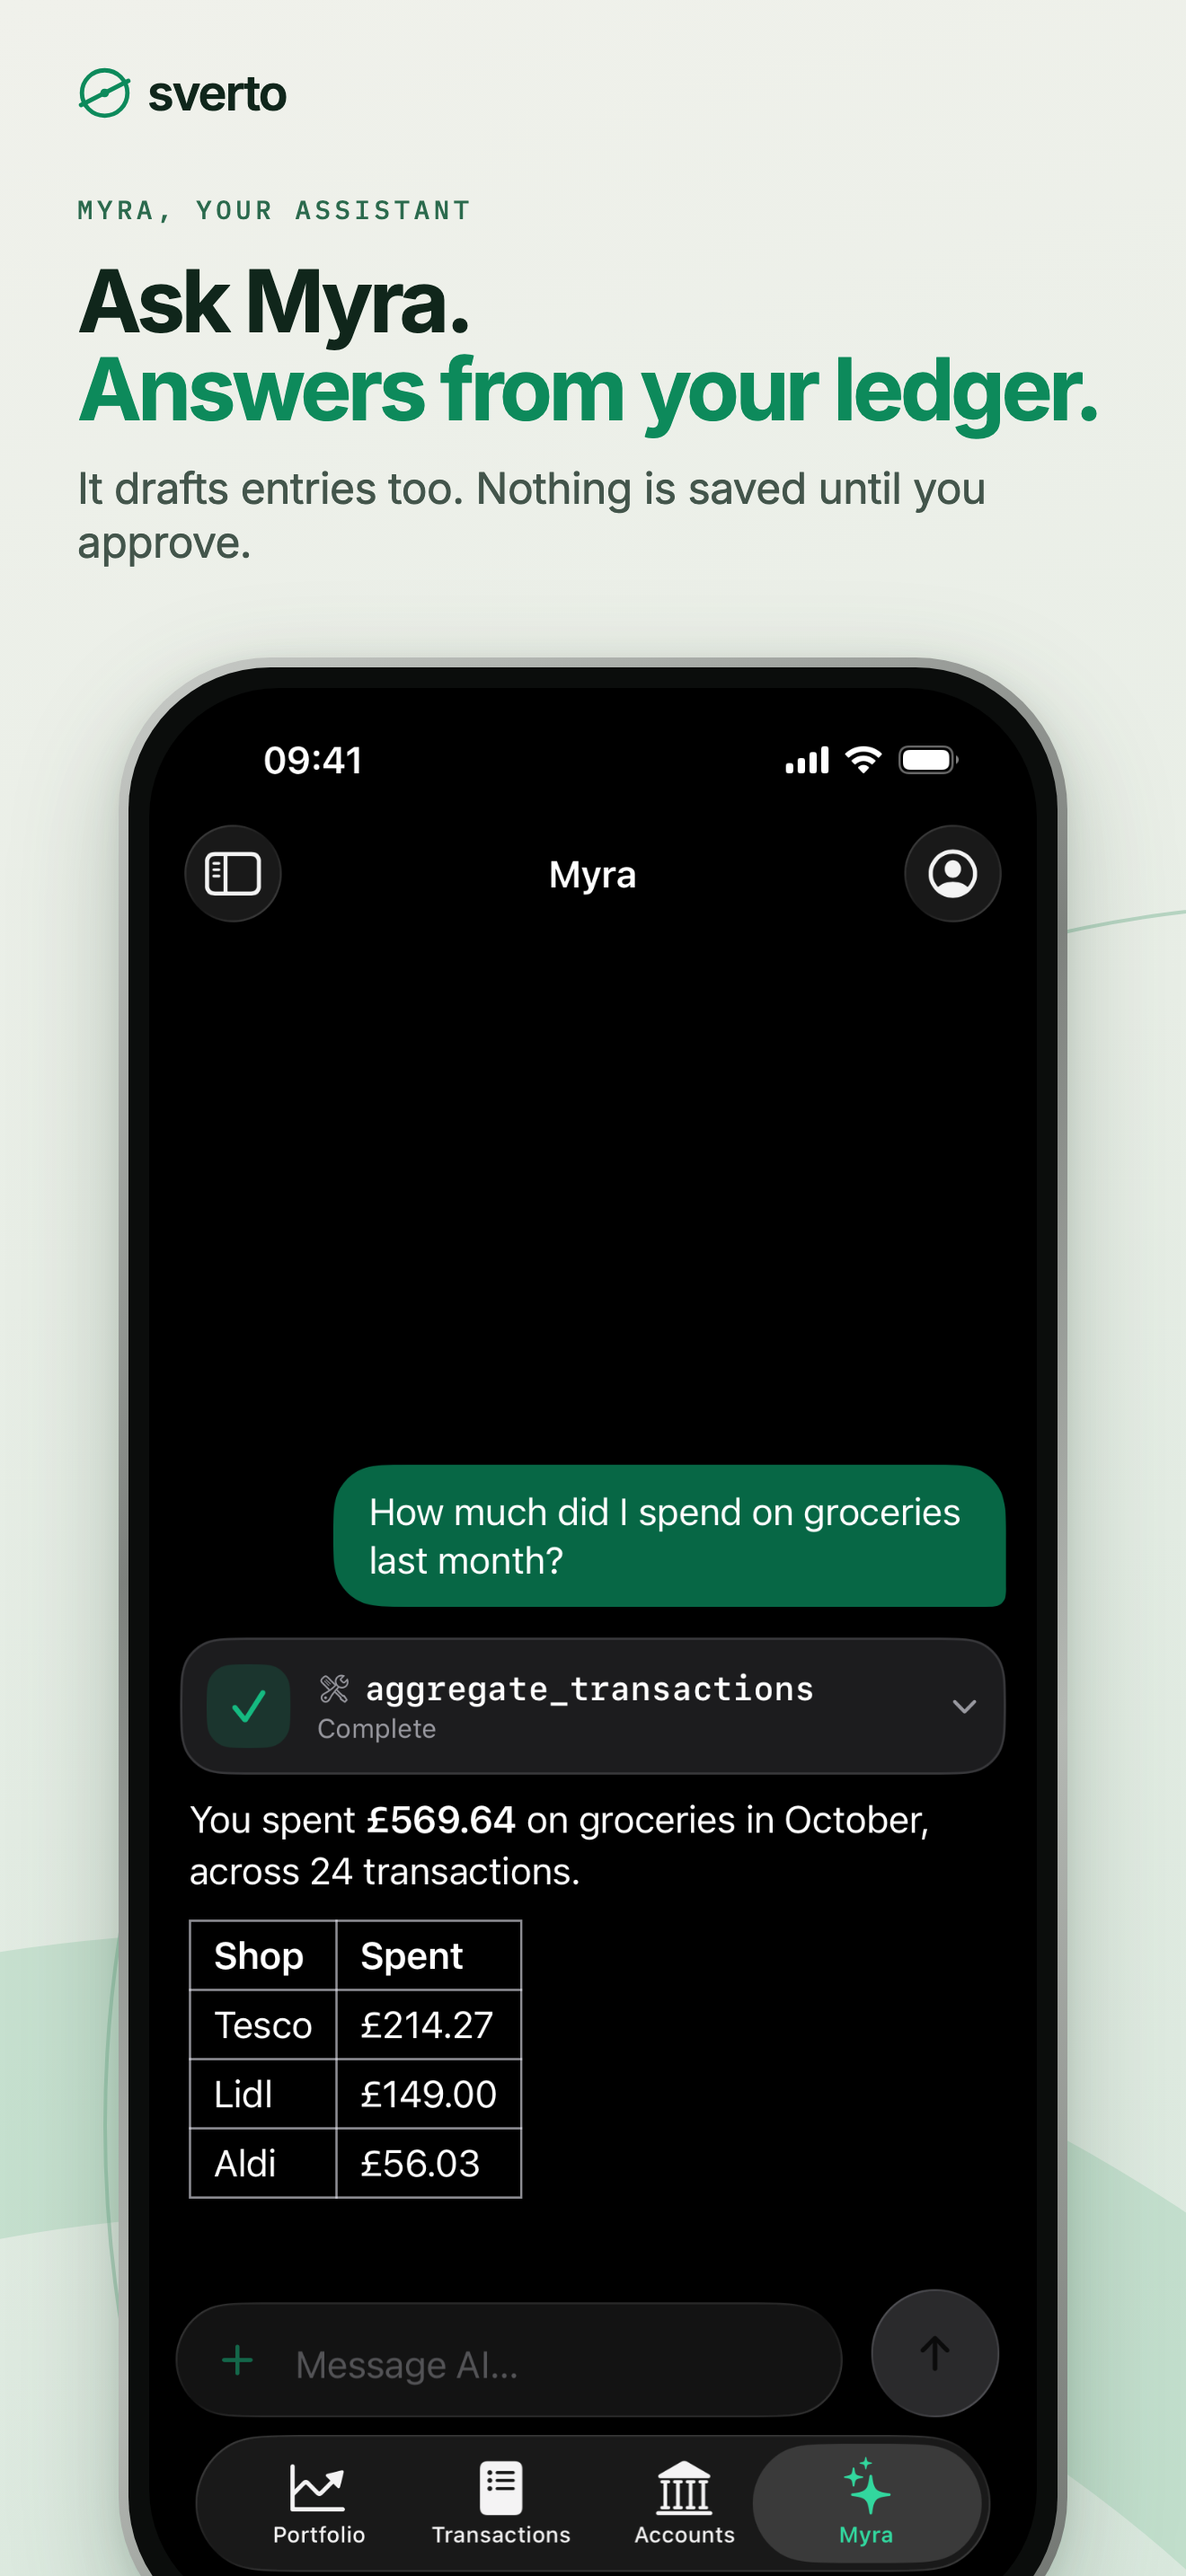 sverto
MYRA, YOUR ASSISTANT
Ask Myra.
Answers from your ledger.
It drafts entries too. Nothing is saved until you
approve.
09:41
Myra
How much did I spend on groceries
last month?
aggregate_transactions
Complete
You spent £569.64 on groceries in October,
across 24 transactions.
Shop Spent
Tesco £214.27
Lidl £149.00
Aldi £56.03
Message AI...
Portfolio Transactions Accounts Myra